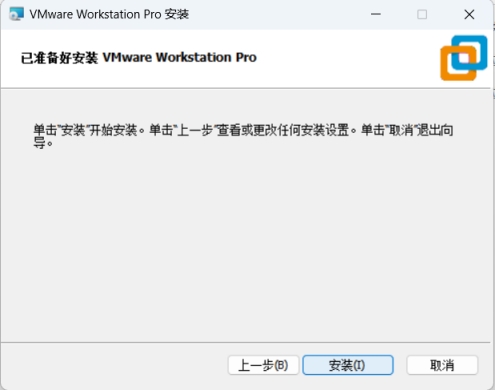 VMware Workstation Pro 安装
已准备好安装 VMware Workstation Pro
单击“安装”开始安装。单击“上一步”查看或更改任何安装设置。单击“取消”退出向
导。
上一步(B) 安装(I) 取消